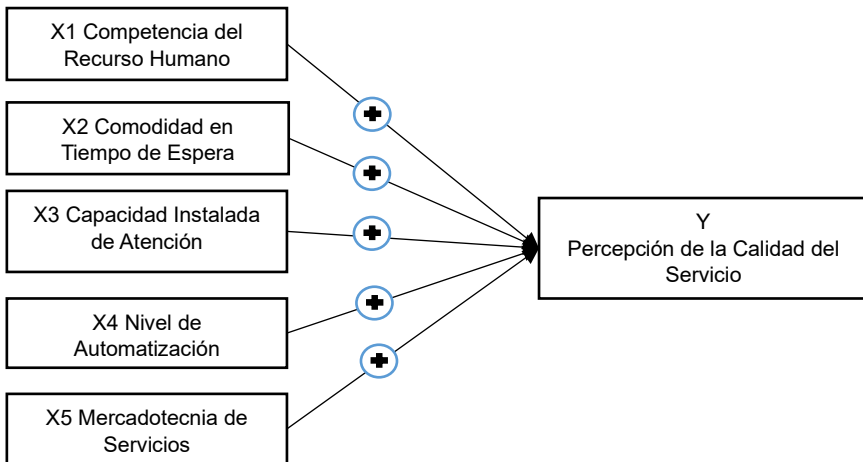 X1 Competencia del
Recurso Humano
X2 Comodidad en
Tiempo de Espera
X3 Capacidad Instalada
de Atención
X4 Nivel de
Automatización
X5 Mercadotecnia de
Servicios
Y
Percepción de la Calidad del
Servicio